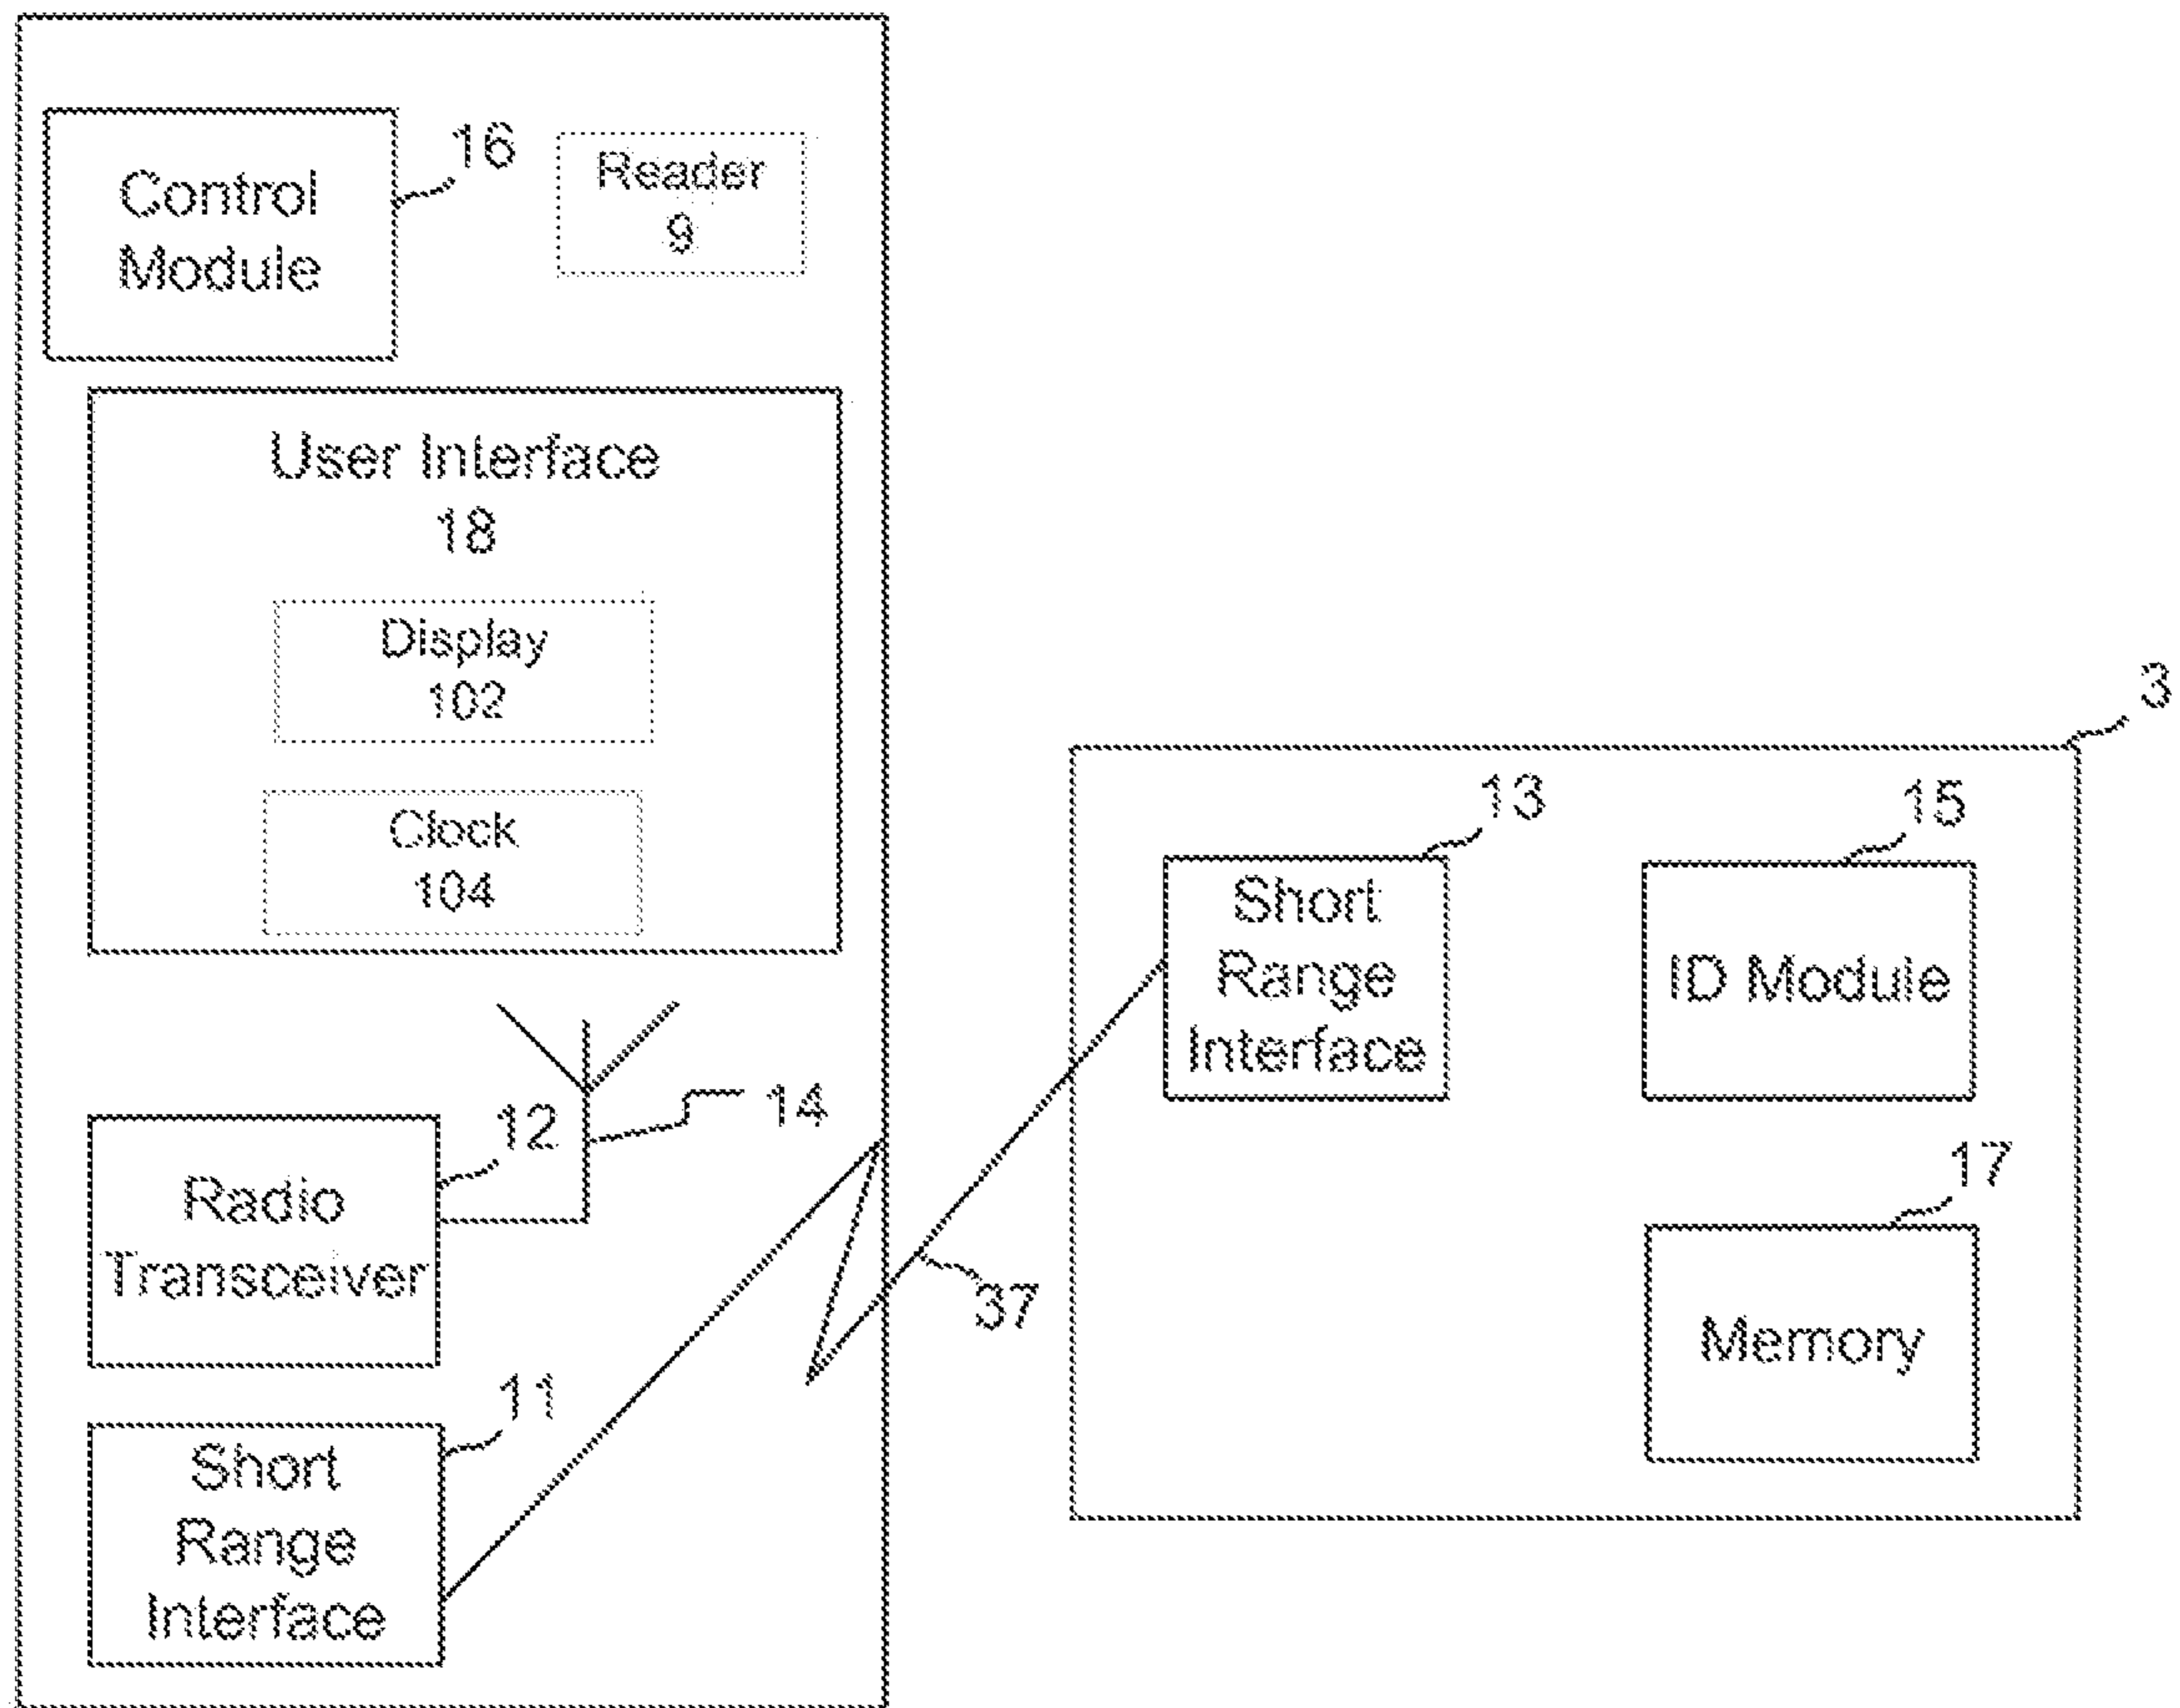 Control
Module
16
Reader
9
User Interface
18
Display
102
Clock
104
12
14
Radio
Transceiver
11
Short
Range
Interface
37
3
13
Short
Range
Interface
15
ID Module
17
Memory